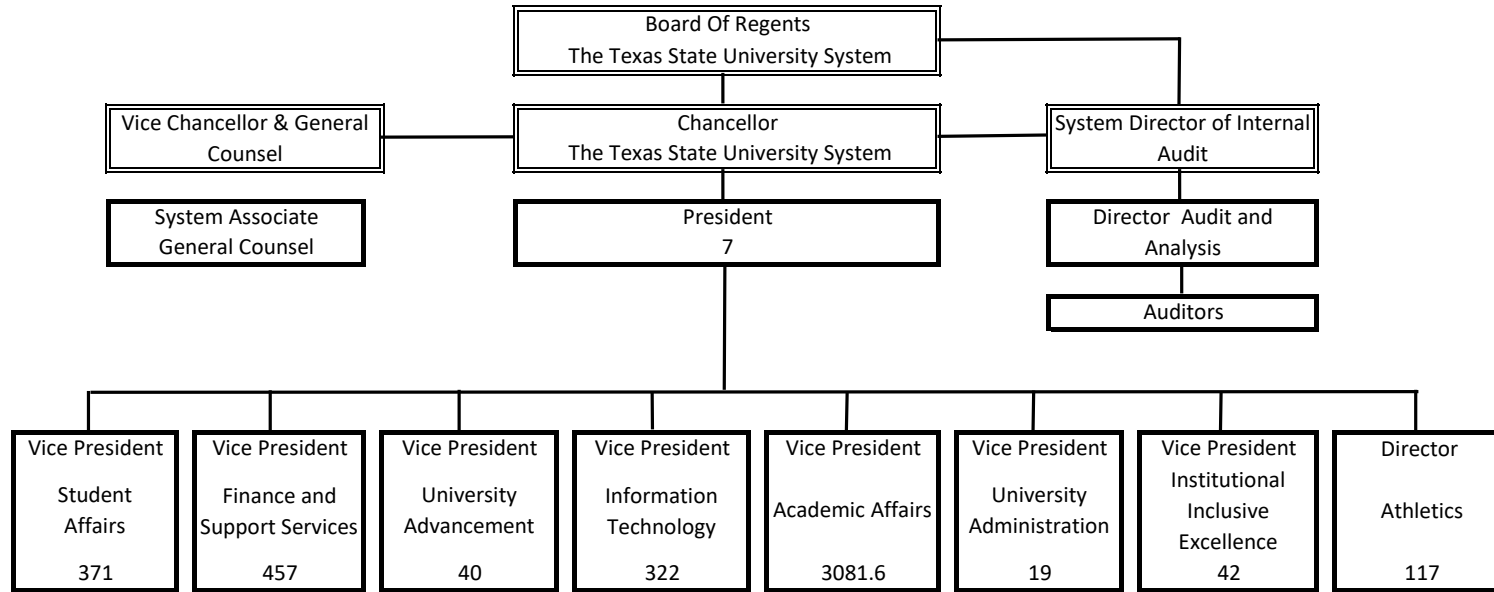 Board Of Regents
The Texas State University System
Vice Chancellor & General
Counsel
Chancellor
The Texas State University System
System Director of Internal
Audit
System Associate
General Counsel
President
7
Director Audit and
Analysis
Auditors
Vice President
Student
Affairs
371
Vice President
Finance and
Support Services
457
Vice President
University
Advancement
40
Vice President
Information
Technology
322
Vice President
Academic Affairs
3081.6
Vice President
University
Administration
19
Vice President
Institutional
Inclusive
Excellence
42
Director
Athletics
117